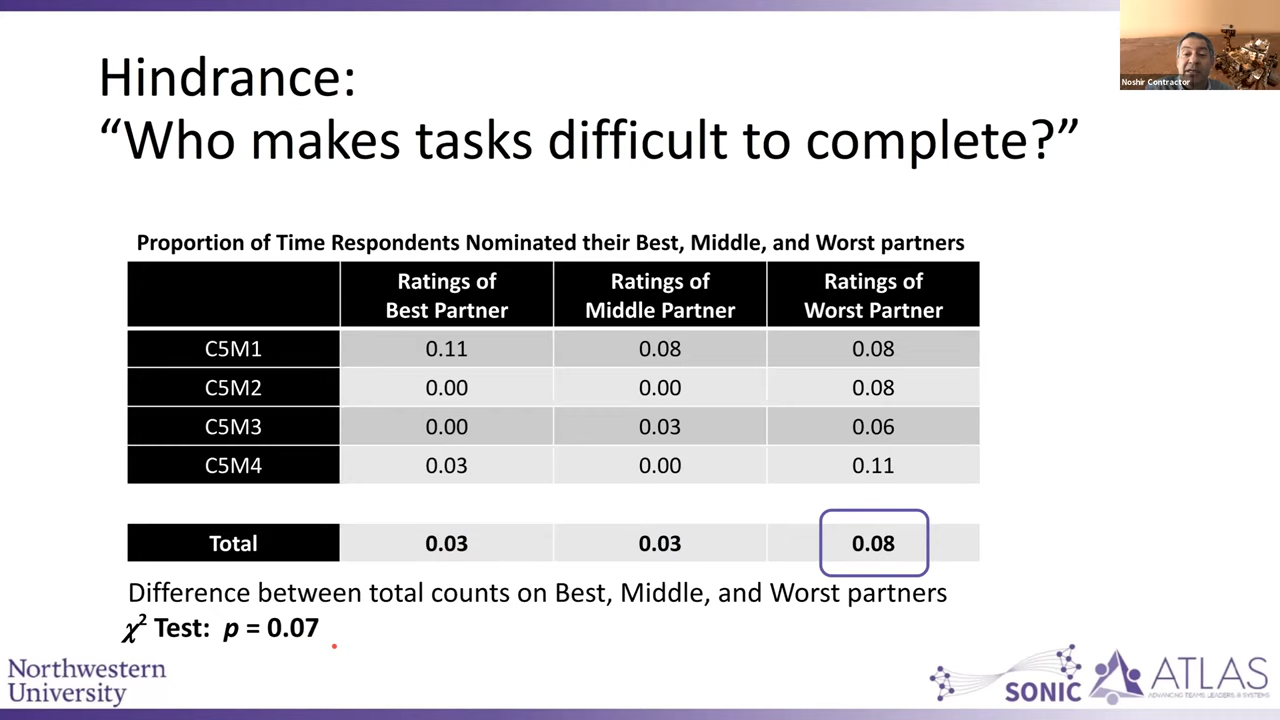 Hindrance:
“Who makes tasks difficult to complete?”
Noshir Contractor
Proportion of Time Respondents Nominated their Best, Middle, and Worst partners
Ratings of Best Partner
Ratings of Middle Partner
Ratings of Worst Partner
C5M1 0.11 0.08 0.08
C5M2 0.00 0.00 0.08
C5M3 0.00 0.03 0.06
C5M4 0.03 0.00 0.11
Total 0.03 0.03 0.08
Difference between total counts on Best, Middle, and Worst partners
χ² Test: p = 0.07
Northwestern
University
SONIC
ATLAS
ADVANCING TEAMS LEADERS & SYSTEMS